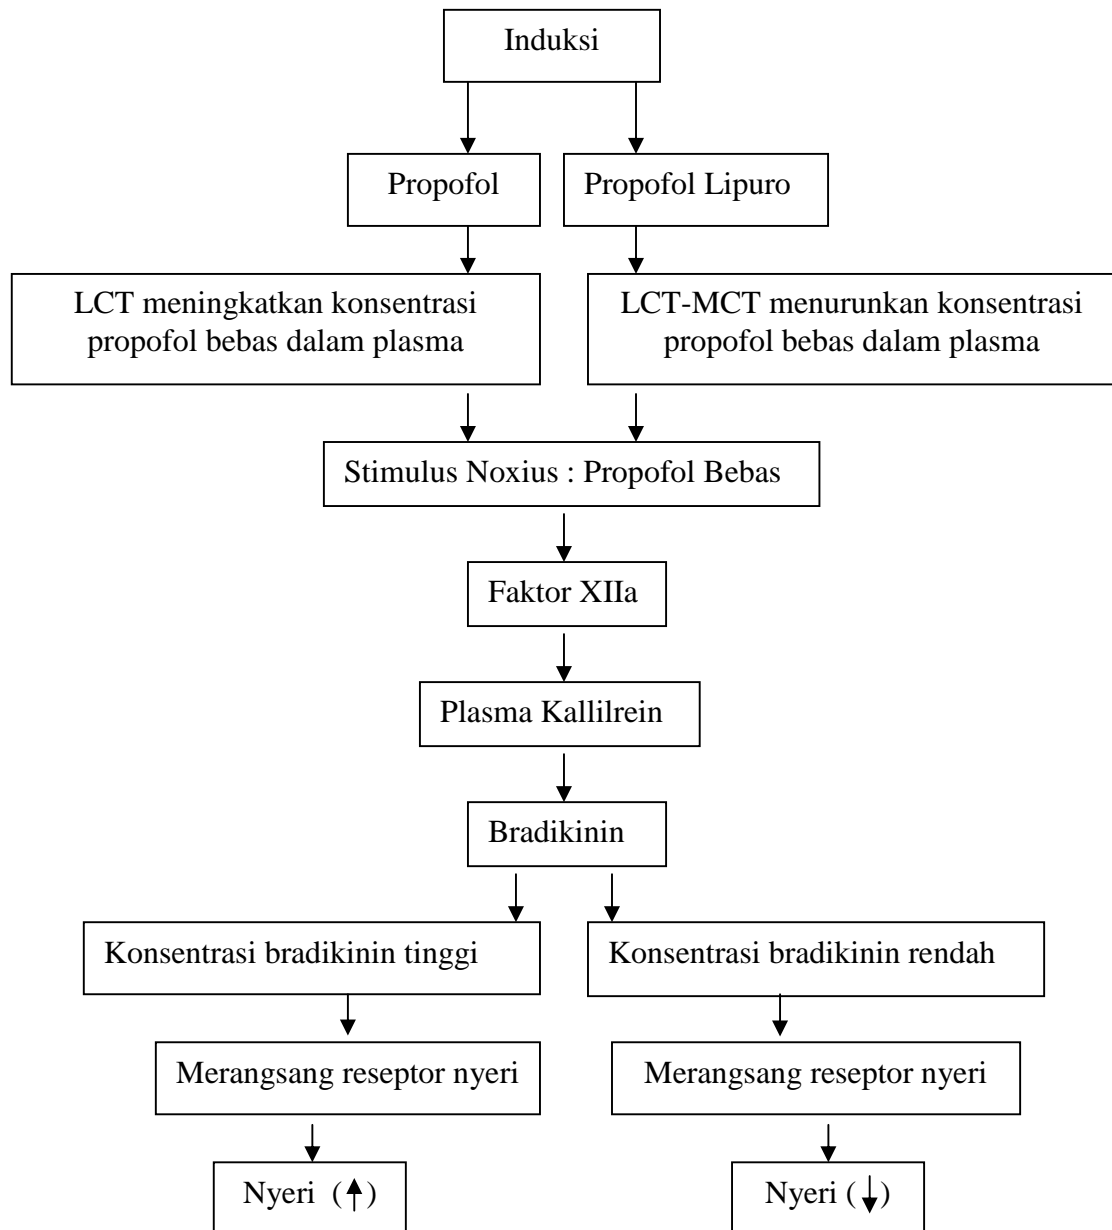 Induksi
Propofol
Propofol Lipuro
LCT meningkatkan konsentrasi
propofol bebas dalam plasma
LCT-MCT menurunkan konsentrasi
propofol bebas dalam plasma
Stimulus Noxius : Propofol Bebas
Faktor XIIa
Plasma Kallilrein
Bradikinin
Konsentrasi bradikinin tinggi
Konsentrasi bradikinin rendah
Merangsang reseptor nyeri
Merangsang reseptor nyeri
Nyeri (↑)
Nyeri (↓)